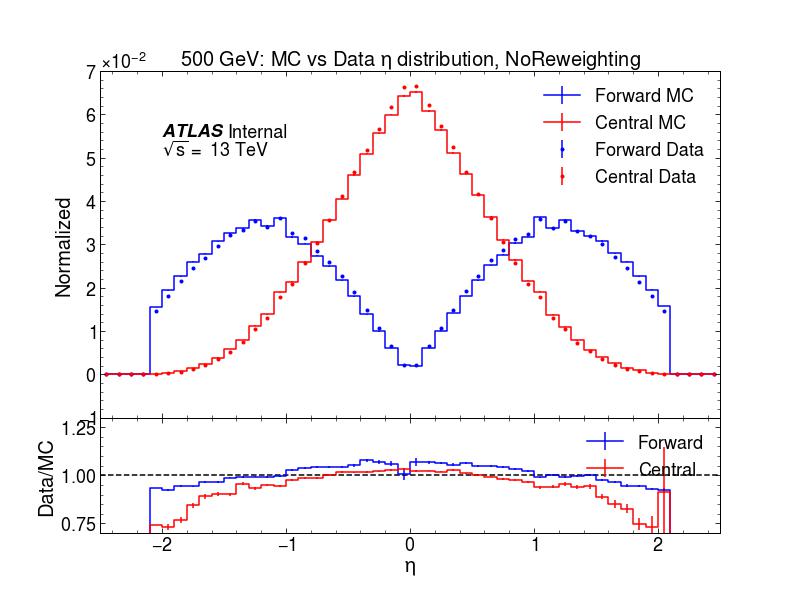 ×10⁻² 500 GeV: MC vs Data η distribution, NoReweighting
7
6
5
4
3
2
1
0
−1
Normalized
ATLAS Internal
√s = 13 TeV
Forward MC
Central MC
Forward Data
Central Data
1.25
1.00
0.75
Data/MC
Forward
Central
−2 −1 0 1 2
η